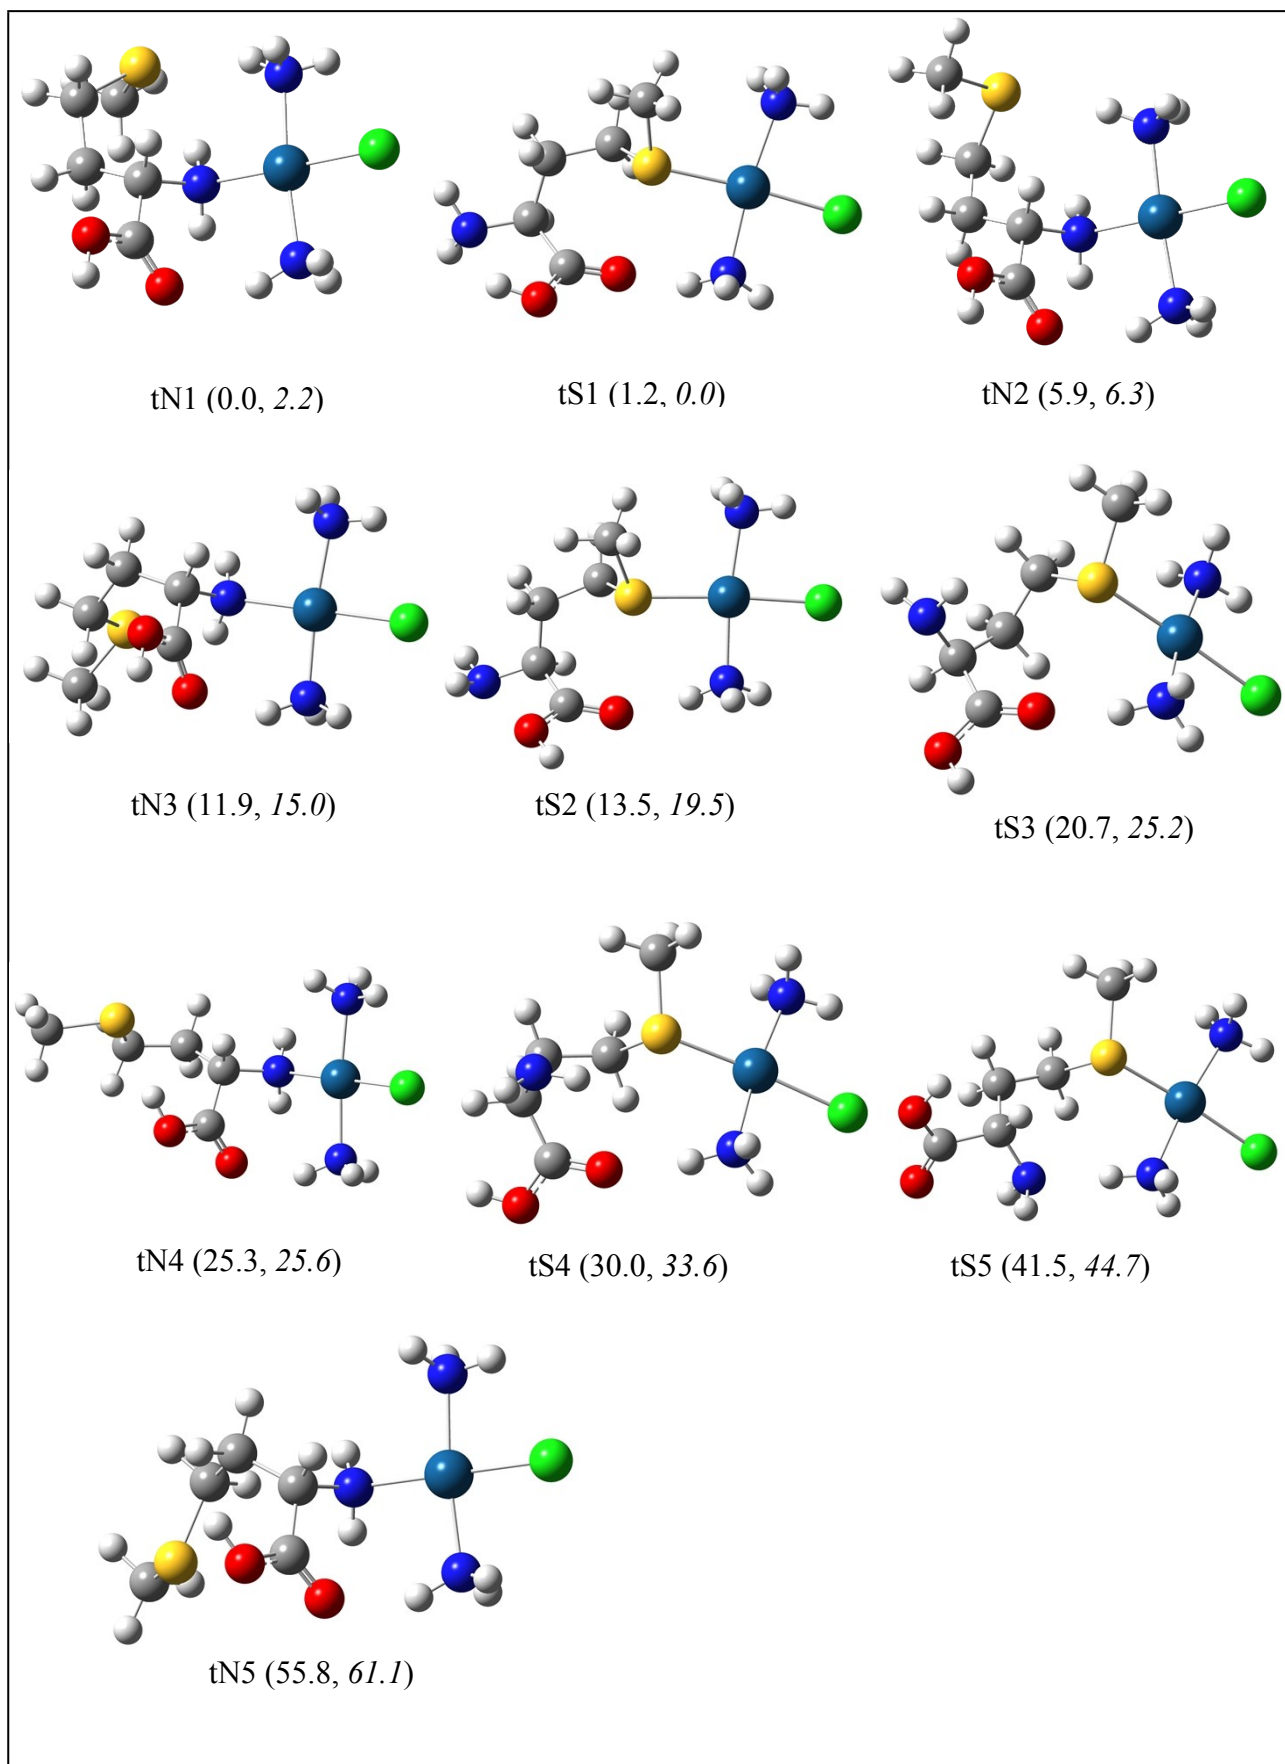 tN1 (0.0, 2.2)
tS1 (1.2, 0.0)
tN2 (5.9, 6.3)
tN3 (11.9, 15.0)
tS2 (13.5, 19.5)
tS3 (20.7, 25.2)
tN4 (25.3, 25.6)
tS4 (30.0, 33.6)
tS5 (41.5, 44.7)
tN5 (55.8, 61.1)